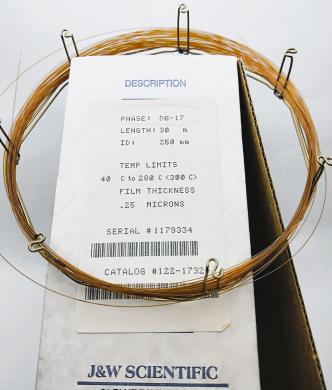 DESCRIPTION
PHASE: DB-17
LENGTH: 30 m
ID: 250 mm
TEMP LIMITS
40 C to 280 C <300 C>
FILM THICKNESS
.25 MICRONS
SERIAL #1179334
CATALOG #122-1732
J&W SCIENTIFIC